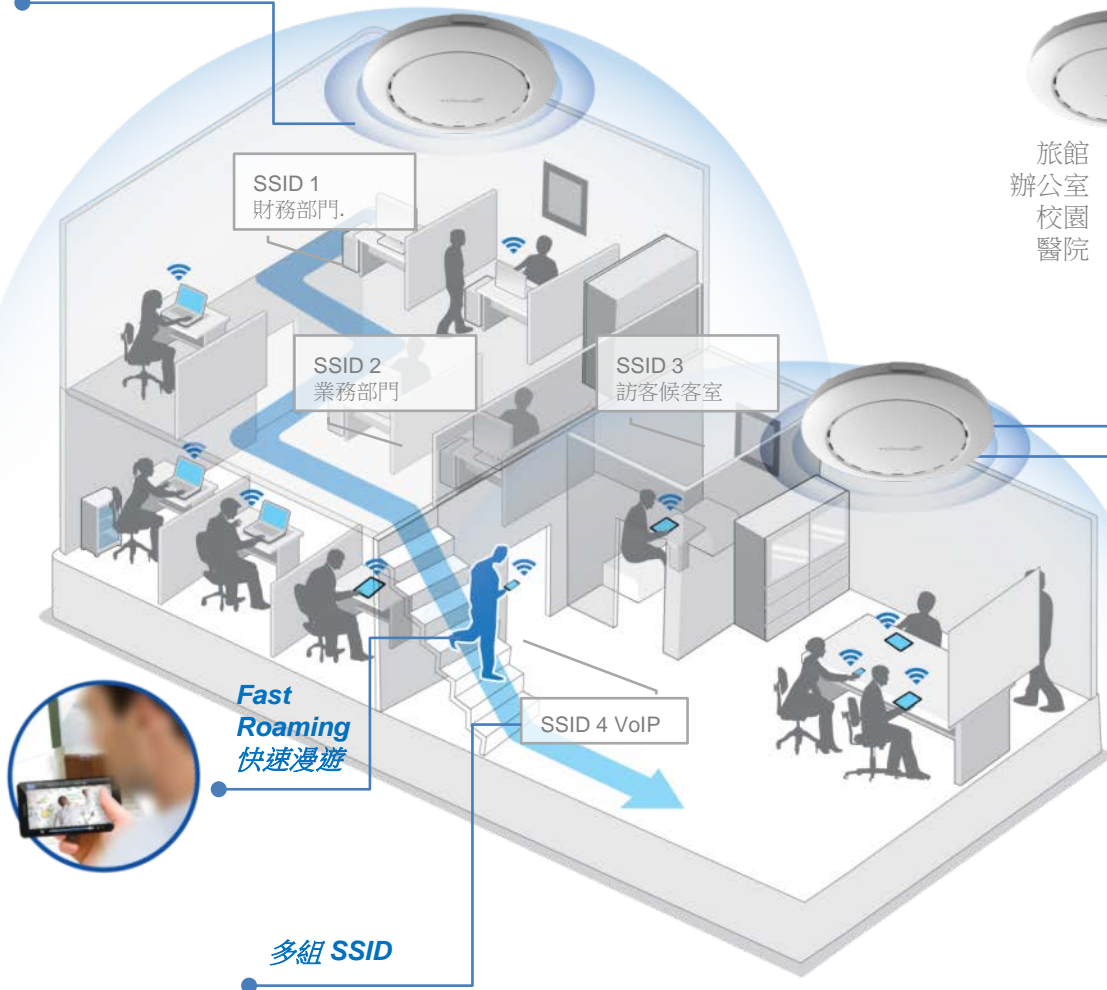 旅館
辦公室
校園
醫院
SSID 1
財務部門.
SSID 2
業務部門
SSID 3
訪客候客室
Fast
Roaming
快速漫遊
SSID 4 VoIP
多組 SSID